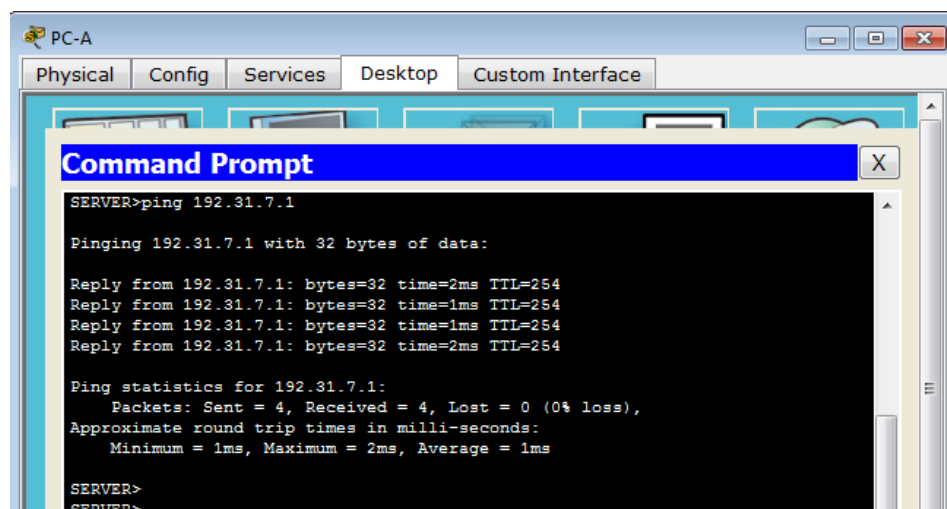 PC-A
Physical Config Services Desktop Custom Interface
Command Prompt
X
SERVER>ping 192.31.7.1
Pinging 192.31.7.1 with 32 bytes of data:
Reply from 192.31.7.1: bytes=32 time=2ms TTL=254
Reply from 192.31.7.1: bytes=32 time=1ms TTL=254
Reply from 192.31.7.1: bytes=32 time=1ms TTL=254
Reply from 192.31.7.1: bytes=32 time=2ms TTL=254
Ping statistics for 192.31.7.1:
Packets: Sent = 4, Received = 4, Lost = 0 (0% loss),
Approximate round trip times in milli-seconds:
Minimum = 1ms, Maximum = 2ms, Average = 1ms
SERVER>
SERVER>